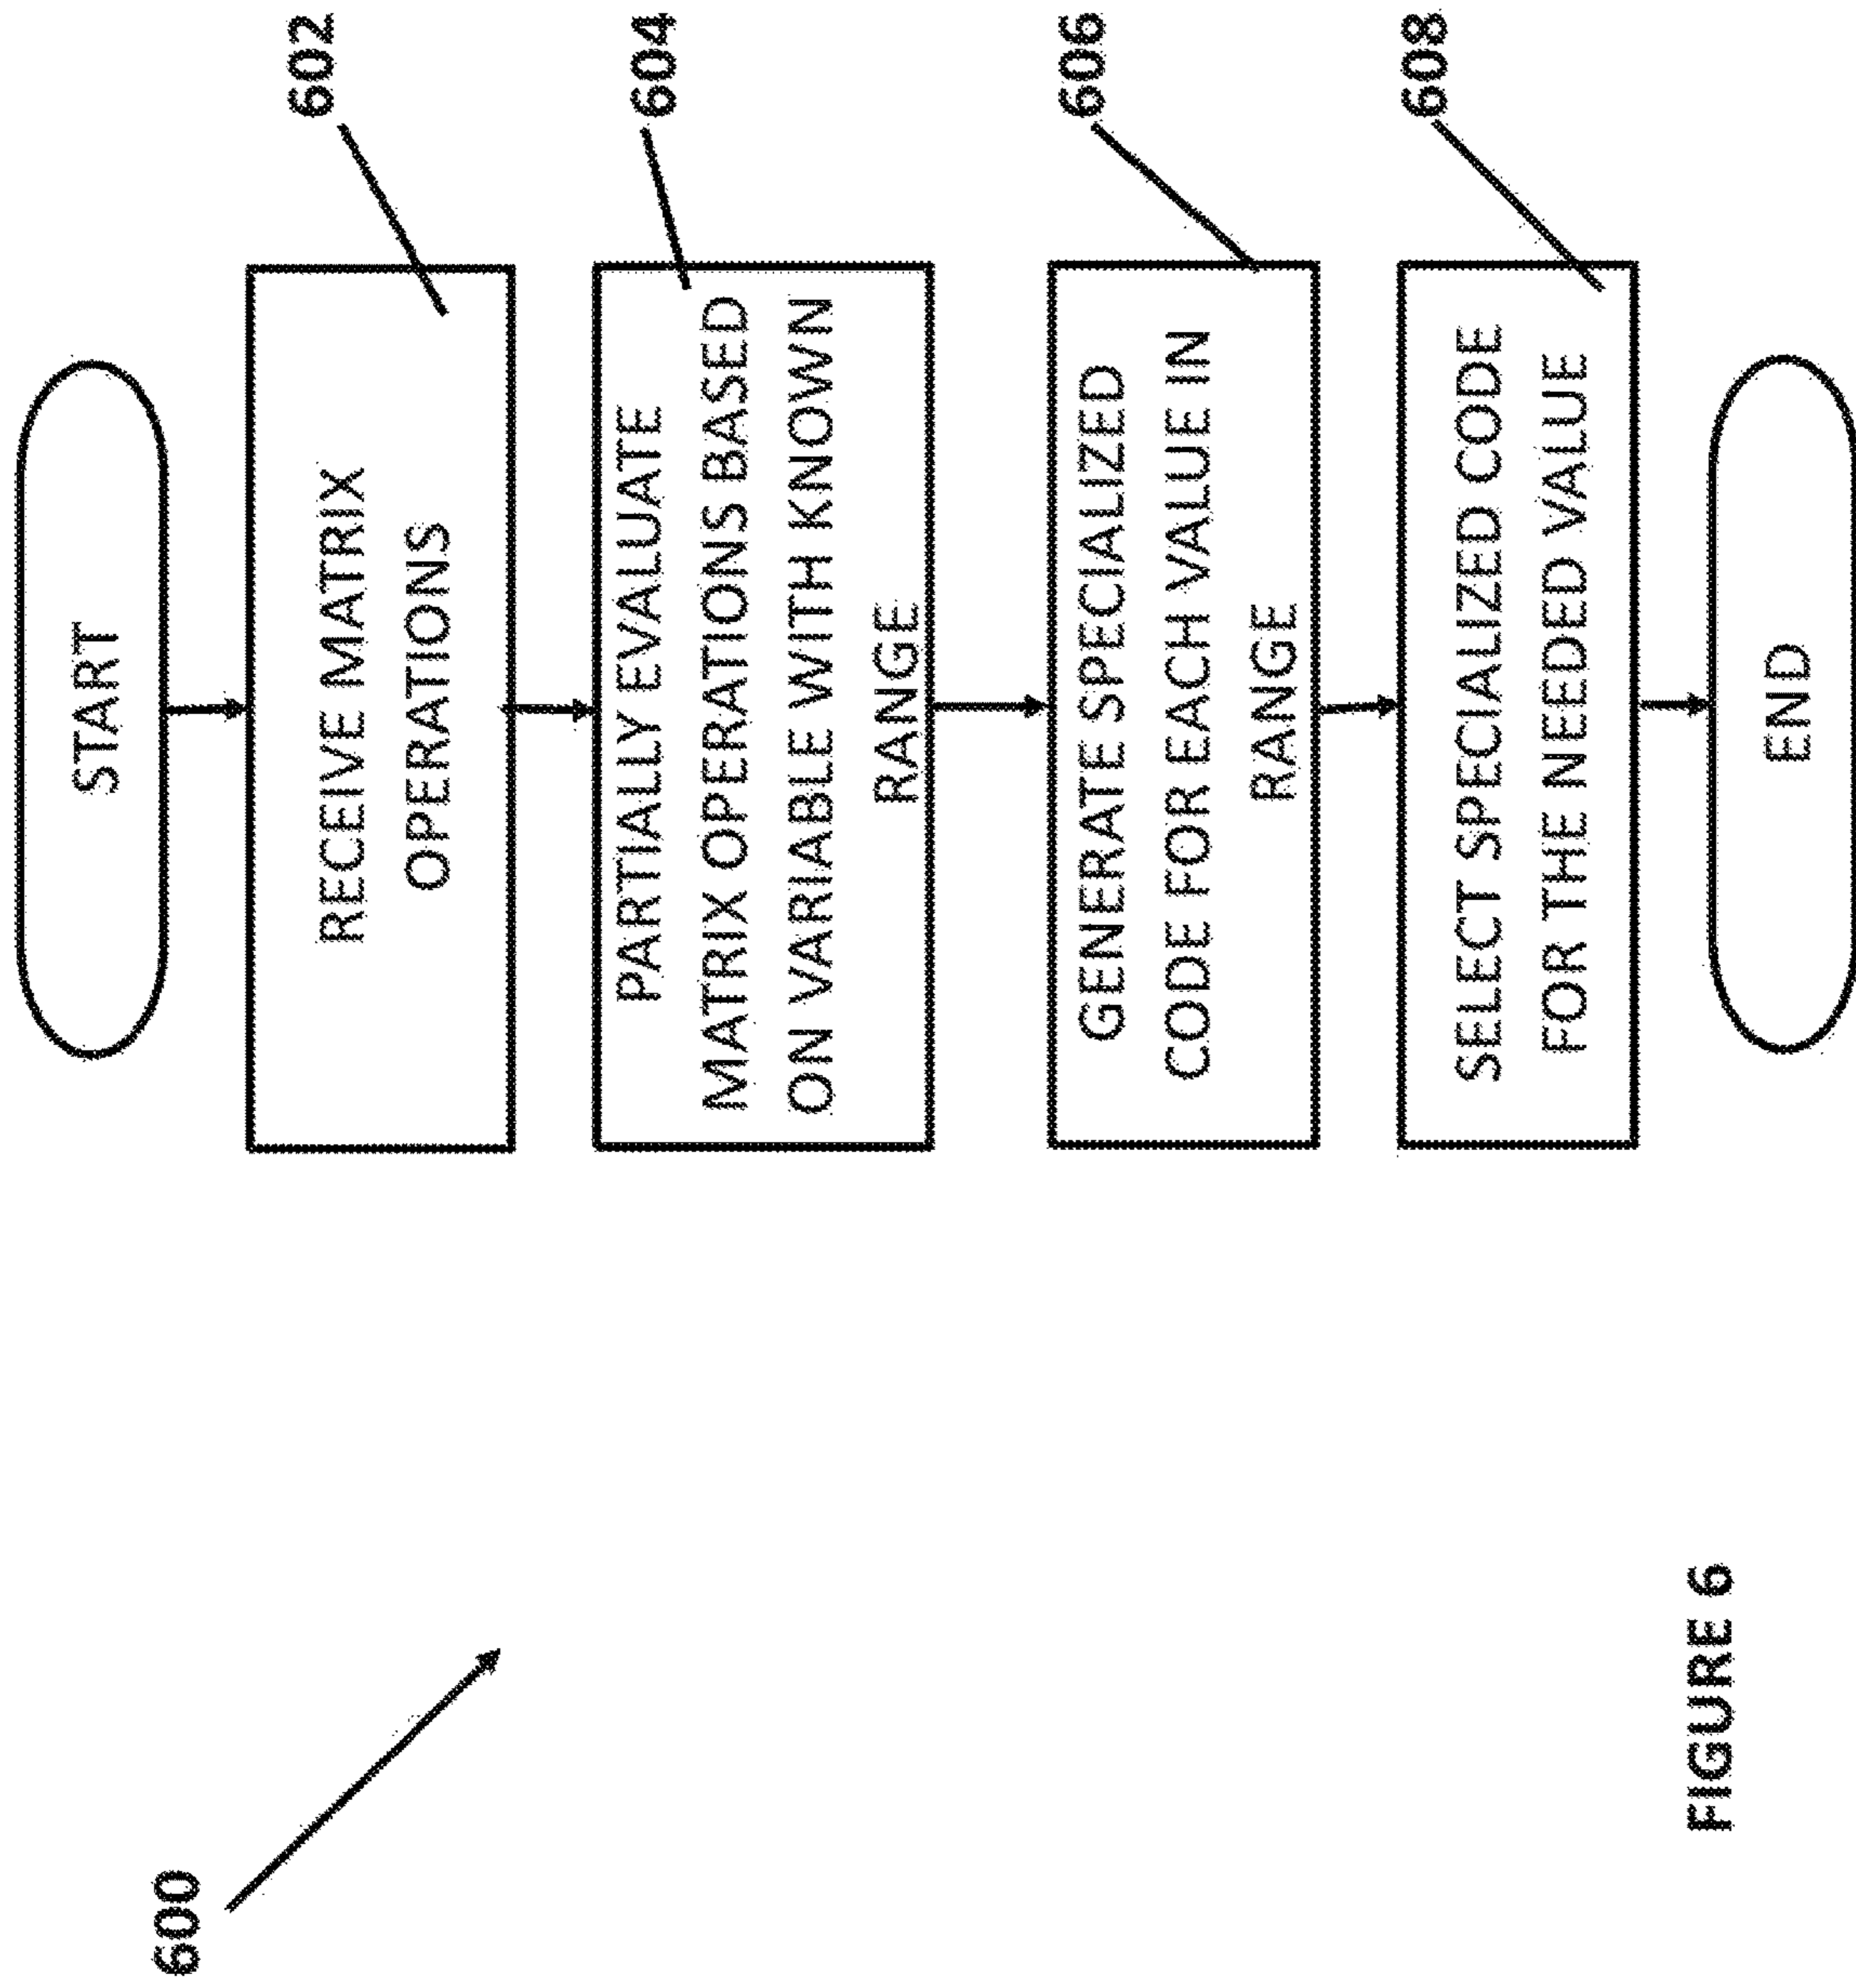 600
START
602
RECEIVE MATRIX
OPERATIONS
604
PARTIALLY EVALUATE
MATRIX OPERATIONS BASED
ON VARIABLE WITH KNOWN
RANGE
606
GENERATE SPECIALIZED
CODE FOR EACH VALUE IN
RANGE
608
SELECT SPECIALIZED CODE
FOR THE NEEDED VALUE
END
FIGURE 6